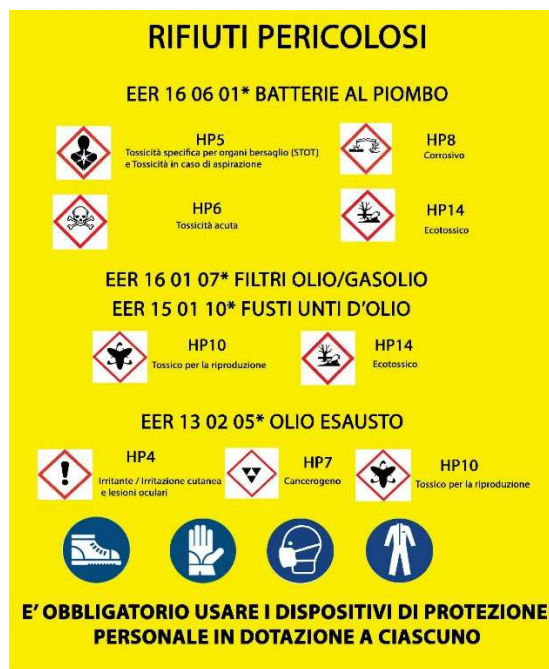 RIFIUTI PERICOLOSI
EER 16 06 01* BATTERIE AL PIOMBO
HP5
Tossicità specifica per organi bersaglio (STOT)
e Tossicità in caso di aspirazione
HP8
Corrosivo
HP6
Tossicità acuta
HP14
Ecotossico
EER 16 01 07* FILTRI OLIO/GASOLIO
EER 15 01 10* FUSTI UNTI D'OLIO
HP10
Tossico per la riproduzione
HP14
Ecotossico
EER 13 02 05* OLIO ESAUSTO
HP4
Irritante / Irritazione cutanea
e lesioni oculari
HP7
Cancerogeno
HP10
Tossico per la riproduzione
E' OBBLIGATORIO USARE I DISPOSITIVI DI PROTEZIONE
PERSONALE IN DOTAZIONE A CIASCUNO